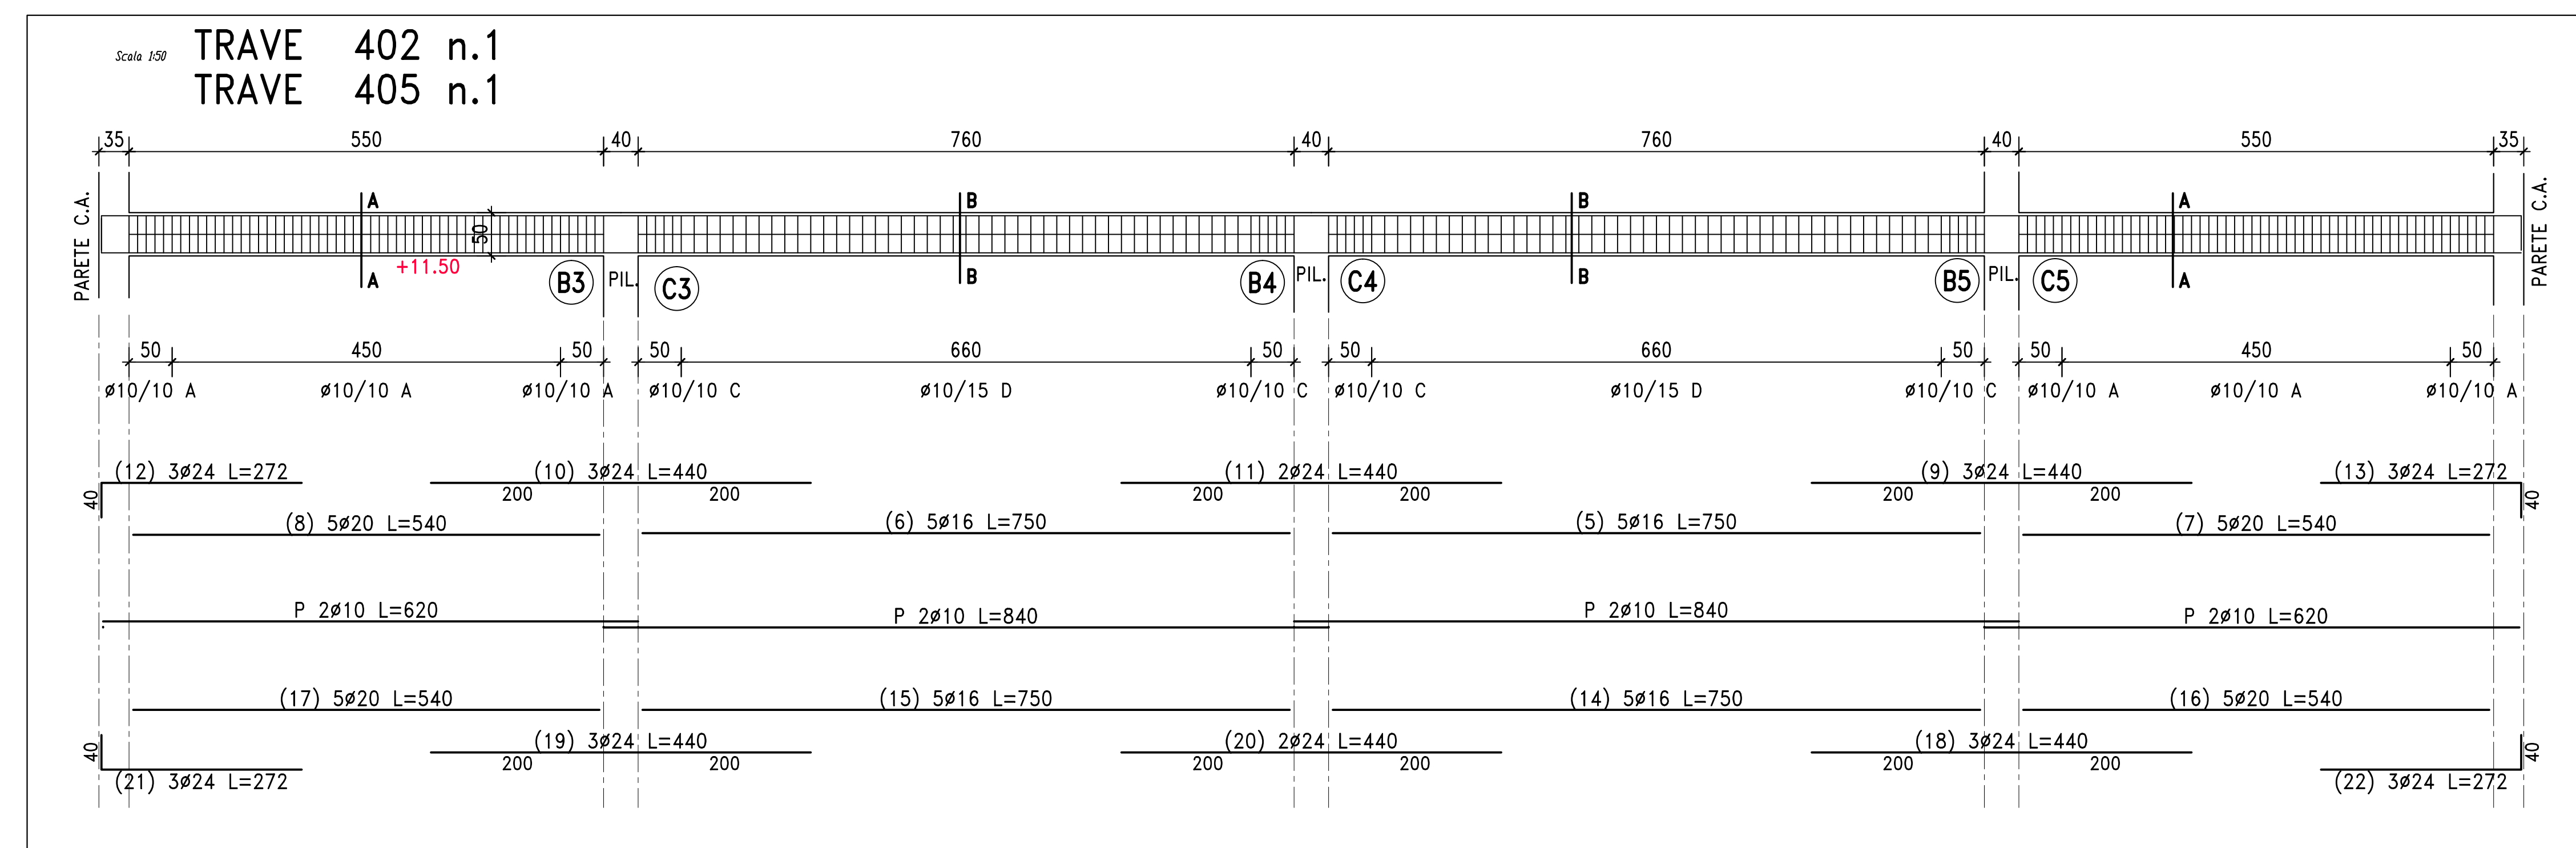 Scala 1:50
TRAVE 402 n.1
TRAVE 405 n.1
35 550 40 760 40 760 40 550 35
PARETE C.A.
A B B A
50
PARETE C.A.
+11.50
A B B A
B3 PIL. C3 B4 PIL. C4 B5 PIL. C5
50 450 50 50 660 50 50 660 50 50 450 50
ø10/10 A ø10/10 A ø10/10 A ø10/10 C ø10/15 D ø10/10 C ø10/10 C ø10/15 D ø10/10 C ø10/10 A ø10/10 A ø10/10 A
(12) 3ø24 L=272 (10) 3ø24 L=440 (11) 2ø24 L=440 (9) 3ø24 L=440 (13) 3ø24 L=272
40 200 200 200 200 200 200 40
(8) 5ø20 L=540 (6) 5ø16 L=750 (5) 5ø16 L=750 (7) 5ø20 L=540
P 2ø10 L=620 P 2ø10 L=840 P 2ø10 L=840 P 2ø10 L=620
(17) 5ø20 L=540 (15) 5ø16 L=750 (14) 5ø16 L=750 (16) 5ø20 L=540
(19) 3ø24 L=440 (20) 2ø24 L=440 (18) 3ø24 L=440
40 200 200 200 200 200 200 40
(21) 3ø24 L=272 (22) 3ø24 L=272